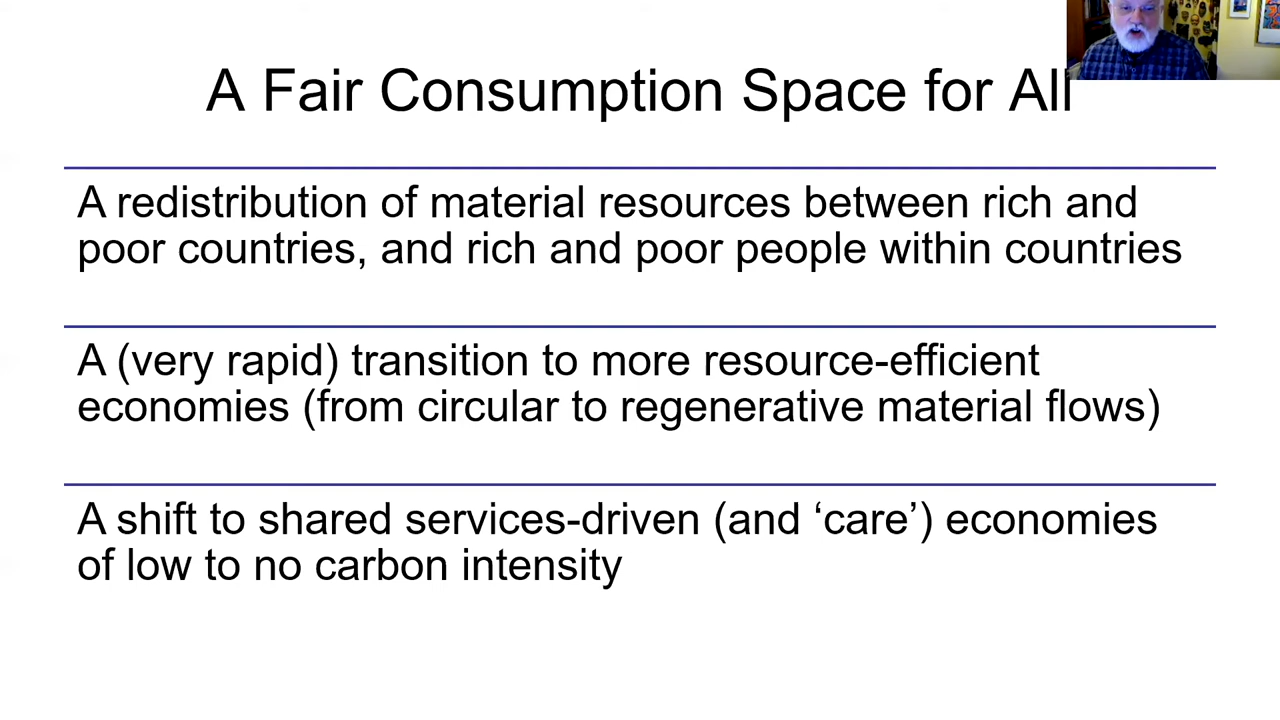 A Fair Consumption Space for All
A redistribution of material resources between rich and
poor countries, and rich and poor people within countries
A (very rapid) transition to more resource-efficient
economies (from circular to regenerative material flows)
A shift to shared services-driven (and ‘care’) economies
of low to no carbon intensity